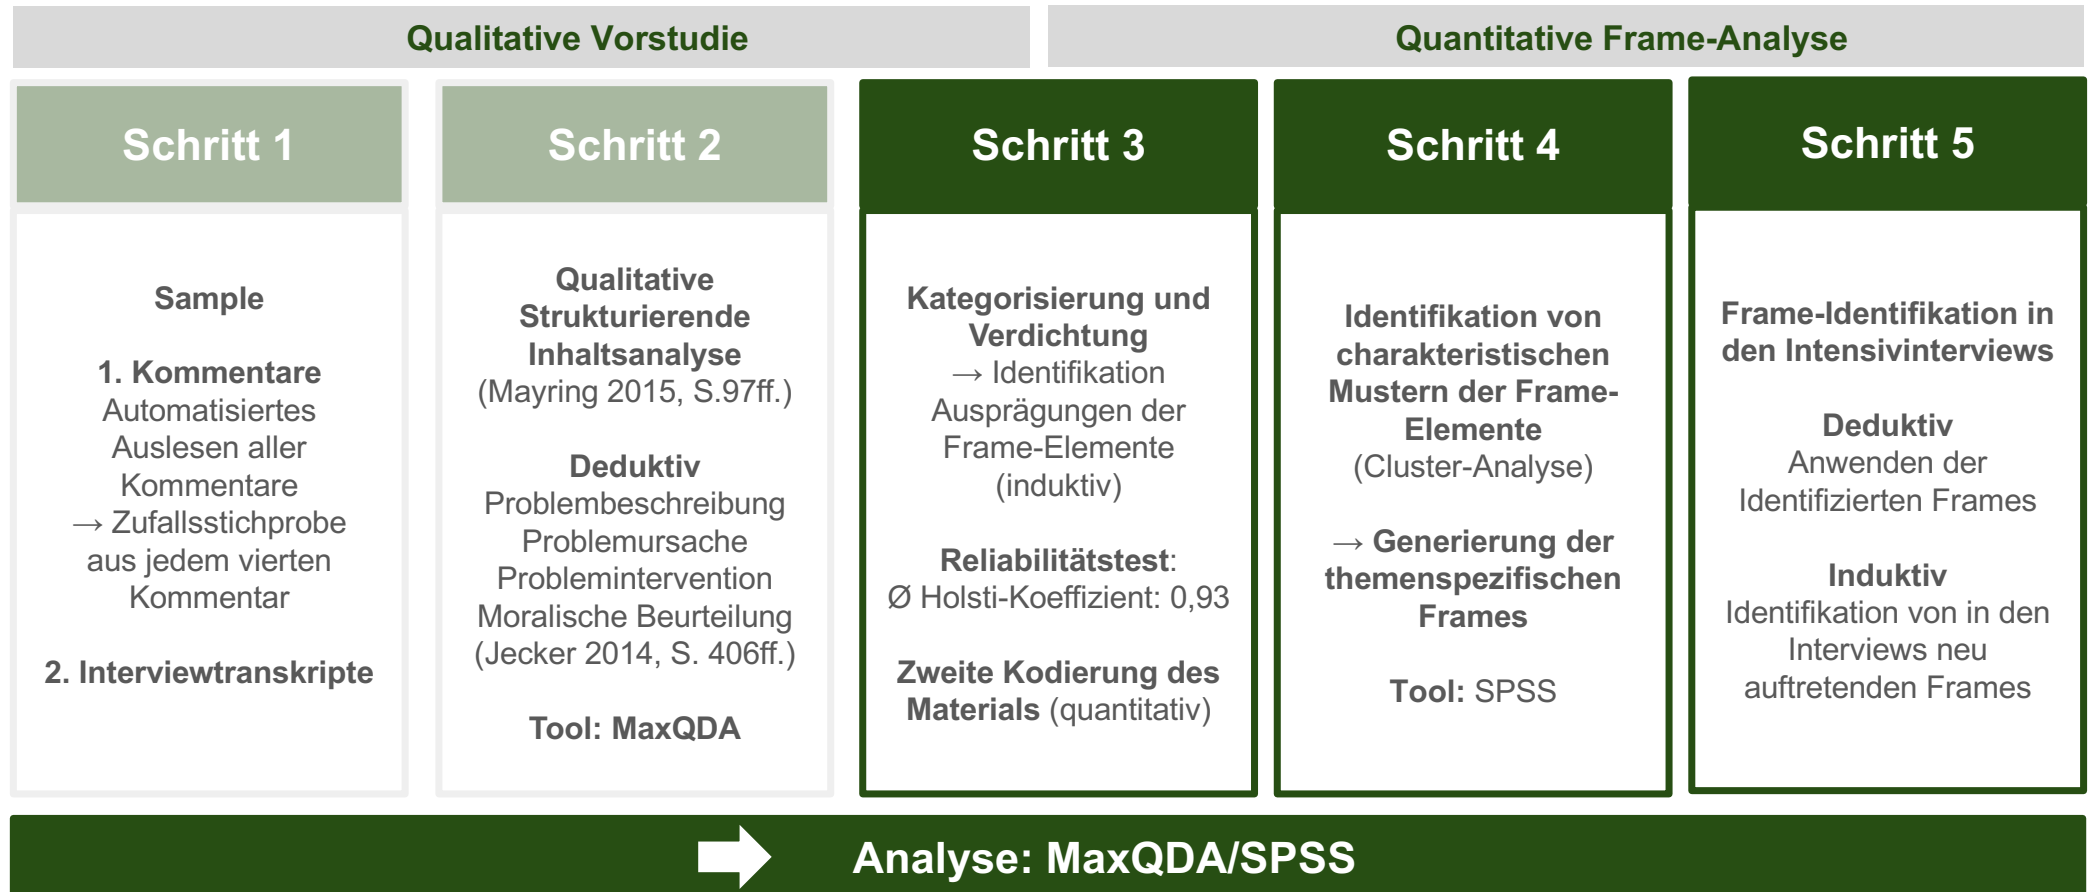 Qualitative Vorstudie
Quantitative Frame-Analyse
Schritt 1
Sample
1. Kommentare
Automatisiertes
Auslesen aller
Kommentare
→ Zufallsstichprobe
aus jedem vierten
Kommentar
2. Interviewtranskripte
Schritt 2
Qualitative
Strukturierende
Inhaltsanalyse
(Mayring 2015, S.97ff.)
Deduktiv
Problembeschreibung
Problemursache
Problemintervention
Moralische Beurteilung
(Jecker 2014, S. 406ff.)
Tool: MaxQDA
Schritt 3
Kategorisierung und
Verdichtung
→ Identifikation
Ausprägungen der
Frame-Elemente
(induktiv)
Reliabilitätstest:
Ø Holsti-Koeffizient: 0,93
Zweite Kodierung des
Materials (quantitativ)
Schritt 4
Identifikation von
charakteristischen
Mustern der Frame-
Elemente
(Cluster-Analyse)
→ Generierung der
themenspezifischen
Frames
Tool: SPSS
Schritt 5
Frame-Identifikation in
den Intensivinterviews
Deduktiv
Anwenden der
Identifizierten Frames
Induktiv
Identifikation von in den
Interviews neu
auftretenden Frames
Analyse: MaxQDA/SPSS